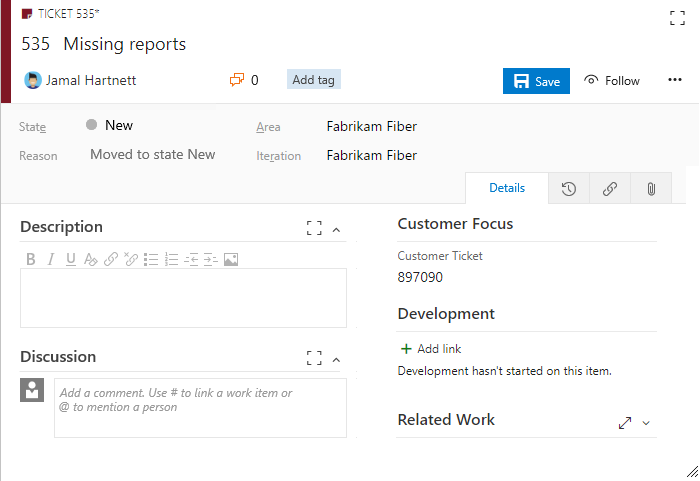 TICKET 535*
535 Missing reports
Jamal Hartnett
0
Add tag
Save
Follow
State
New
Area
Fabrikam Fiber
Reason
Moved to state New
Iteration
Fabrikam Fiber
Details
Description
B I U
Discussion
Add a comment. Use # to link a work item or
@ to mention a person
Customer Focus
Customer Ticket
897090
Development
+ Add link
Development hasn't started on this item.
Related Work